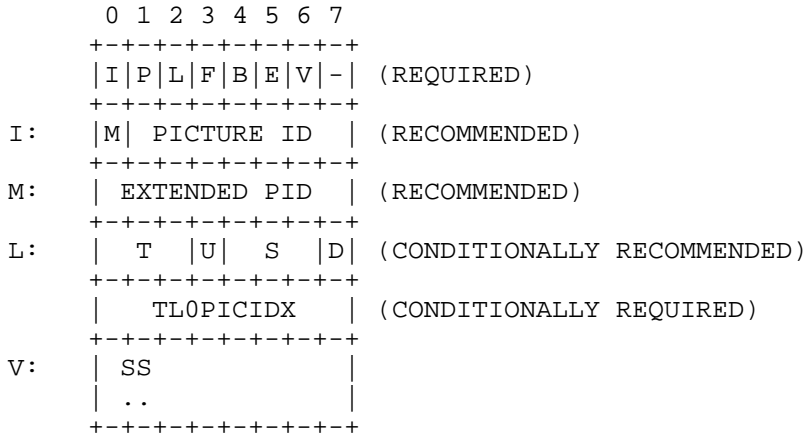 0 1 2 3 4 5 6 7
      +-+-+-+-+-+-+-+-+
      |I|P|L|F|B|E|V|-| (REQUIRED)
      +-+-+-+-+-+-+-+-+
I:    |M| PICTURE ID  | (RECOMMENDED)
      +-+-+-+-+-+-+-+-+
M:    | EXTENDED PID  | (RECOMMENDED)
      +-+-+-+-+-+-+-+-+
L:    |  T  |U|  S  |D| (CONDITIONALLY RECOMMENDED)
      +-+-+-+-+-+-+-+-+
      |   TL0PICIDX   | (CONDITIONALLY REQUIRED)
      +-+-+-+-+-+-+-+-+
V:    | SS            |
      | ..            |
      +-+-+-+-+-+-+-+-+